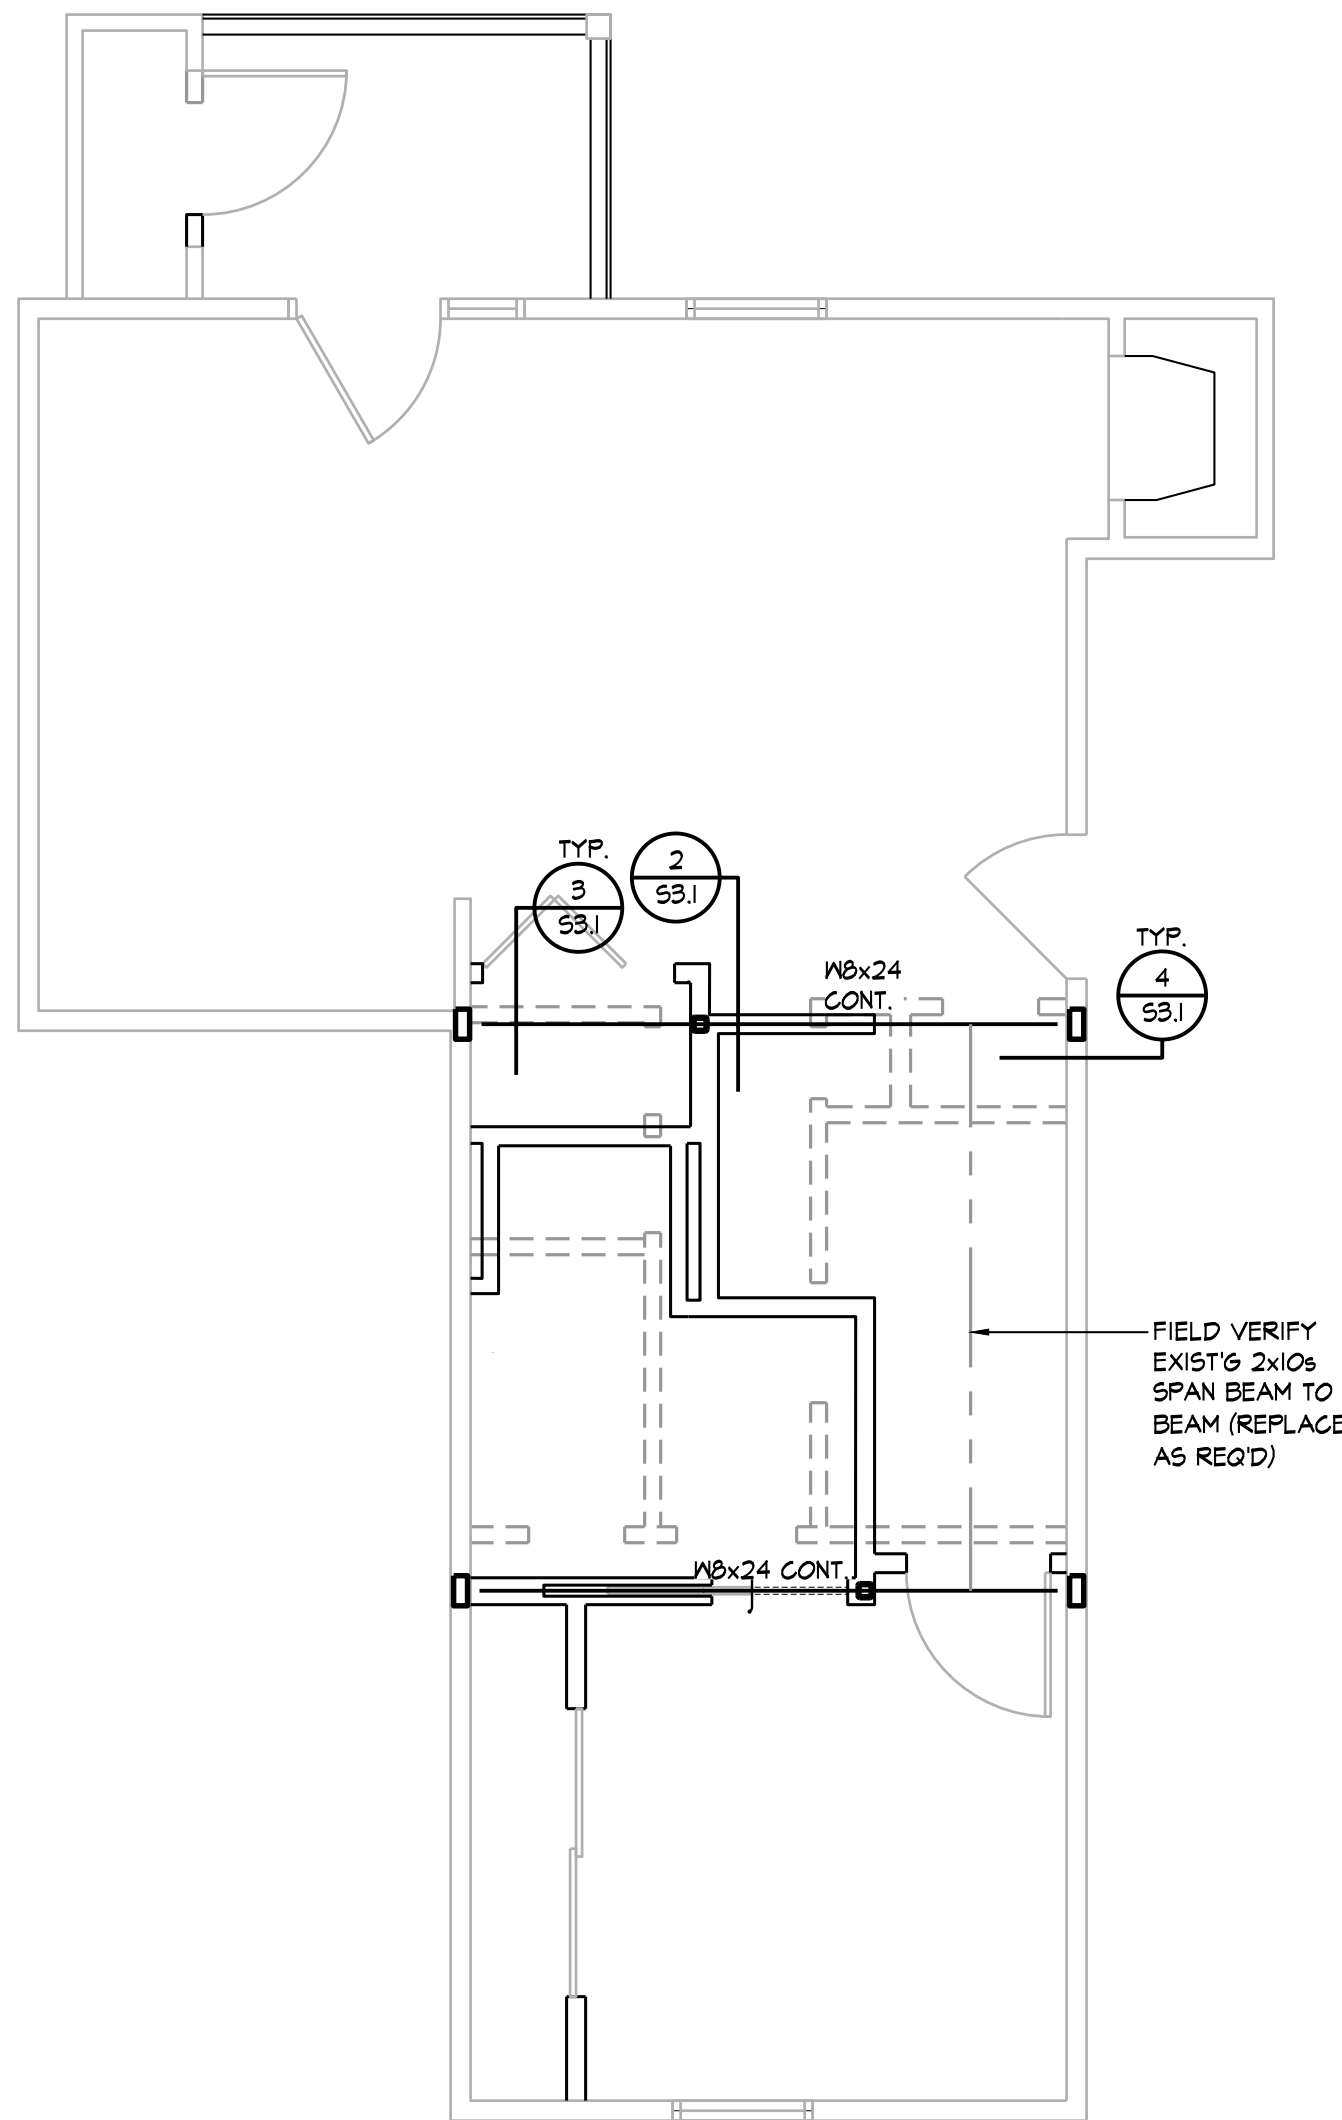 TYP.
3
S3.1
2
S3.1
W8x24
CONT.
TYP.
4
S3.1
FIELD VERIFY
EXIST'G 2x10s
SPAN BEAM TO
BEAM (REPLACE
AS REQ'D)
W8x24 CONT.